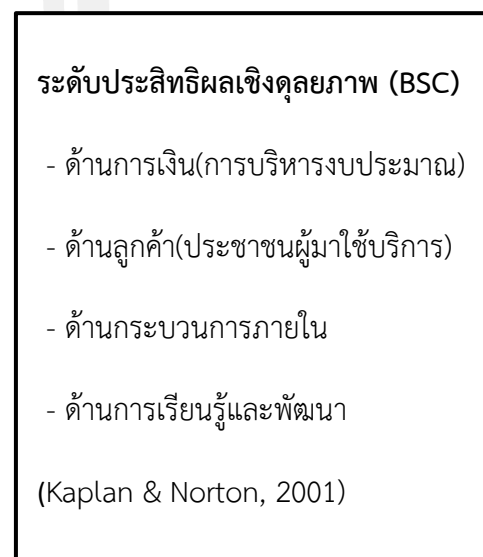 ระดับประสิทธิผลเชิงดุลยภาพ (BSC)
- ด้านการเงิน(การบริหารงบประมาณ)
- ด้านลูกค้า(ประชาชนผู้มาใช้บริการ)
- ด้านกระบวนการภายใน
- ด้านการเรียนรู้และพัฒนา
(Kaplan & Norton, 2001)